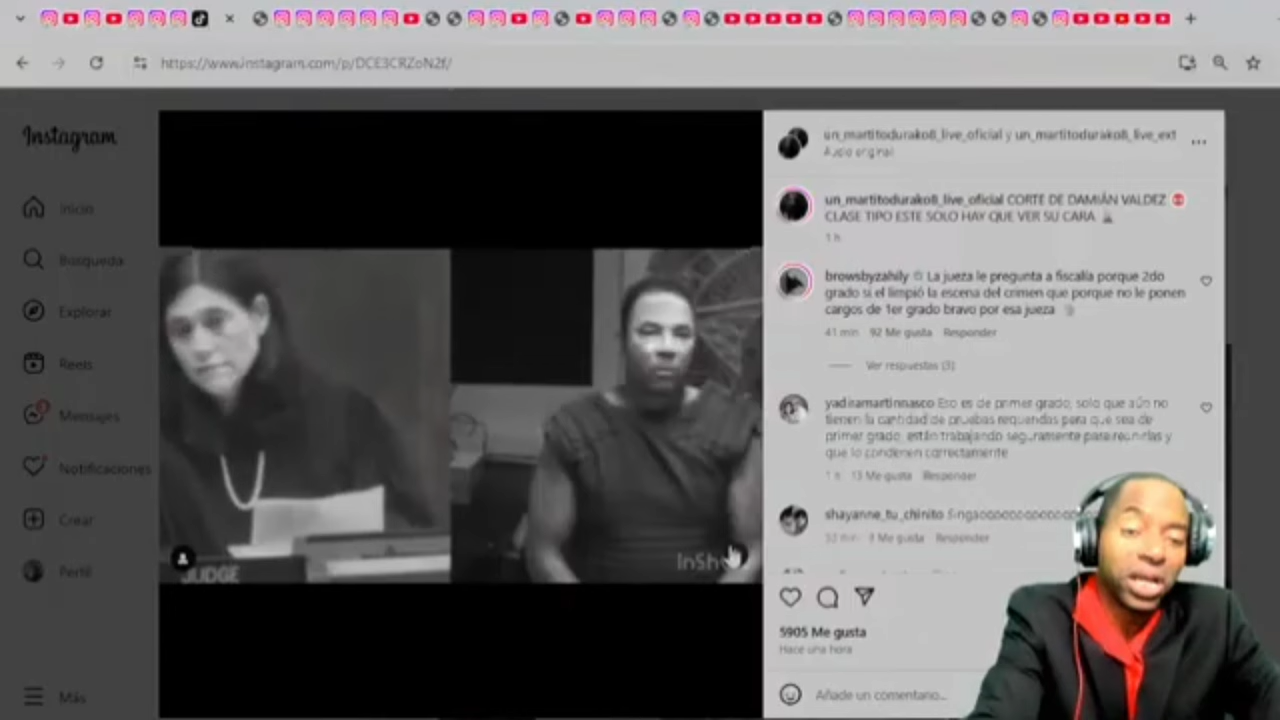 https://www.instagram.com/p/DCE3CRZoN2f/
Instagram
Inicio
Búsqueda
Explorar
Reels
Mensajes
Notificaciones
Crear
Perfil
Más
JUDGE
InSh
un_martitodurako8_live_oficial y un_martitodurako8_live_ext
Audio original
un_martitodurako8_live_oficial CORTE DE DAMIÁN VALDEZ
CLASE TIPO ESTE SOLO HAY QUE VER SU CARA
1 h
browsbyzahily La jueza le pregunta a fiscalía porque 2do
grado si el limpió la escena del crimen que porque no le ponen
cargos de 1er grado bravo por esa jueza
41 min 92 Me gusta Responder
Ver respuestas (3)
yadiramartinnasco Eso es de primer grado, solo que aún no
tienen la cantidad de pruebas requeridas para que sea de
primer grado, están trabajando seguramente para reunirlas y
que lo condenen correctamente
1 h 13 Me gusta Responder
shayanne_tu_chinito
32 min 8 Me gusta Responder
5905 Me gusta
Hace una hora
Añade un comentario...